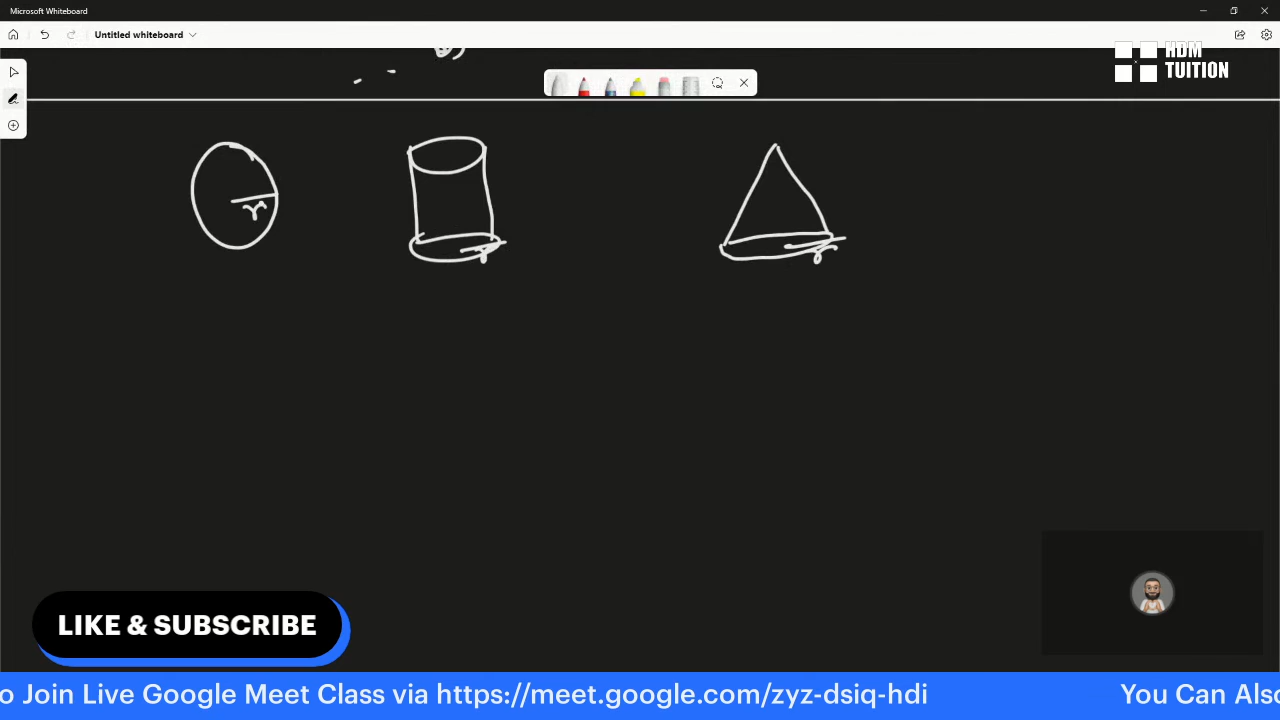 Microsoft Whiteboard
Untitled whiteboard
HDM
TUITION
r
r
r
LIKE & SUBSCRIBE
o Join Live Google Meet Class via https://meet.google.com/zyz-dsiq-hdi You Can Also